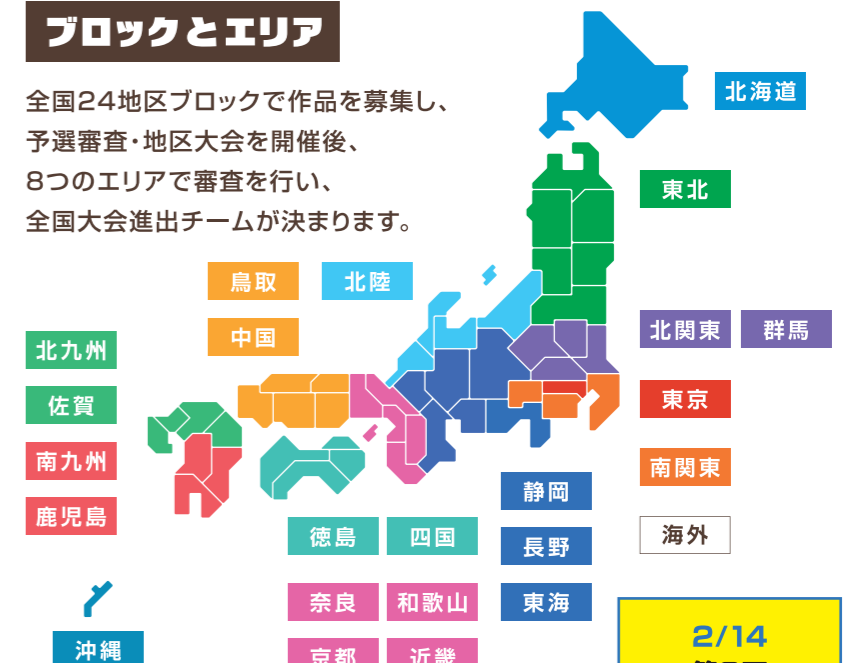 ブロックとエリア
全国24地区ブロックで作品を募集し、
予選審査・地区大会を開催後、
8つのエリアで審査を行い、
全国大会進出チームが決まります。
北海道
東北
鳥取
北陸
中国
北関東
群馬
北九州
佐賀
東京
南九州
南関東
鹿児島
静岡
海外
徳島
四国
長野
奈良
和歌山
東海
2/14
沖縄
京都
近畿